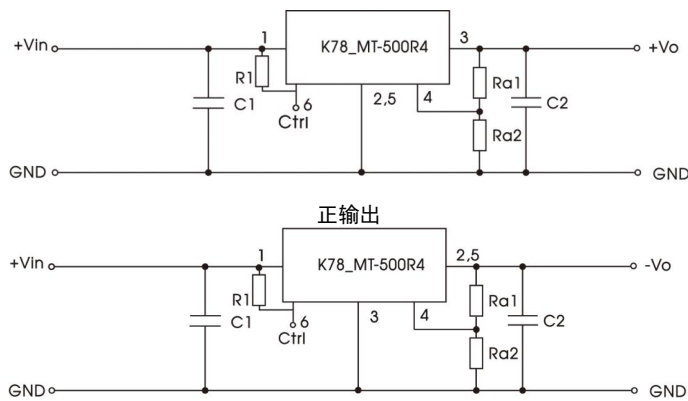 +Vin
1
K78_MT-500R4
3
+Vo
R1
C1
6
Ctrl
2,5
4
Ra1
C2
Ra2
GND
GND
正输出
+Vin
1
K78_MT-500R4
2,5
-Vo
R1
C1
6
Ctrl
3
4
Ra1
C2
Ra2
GND
GND